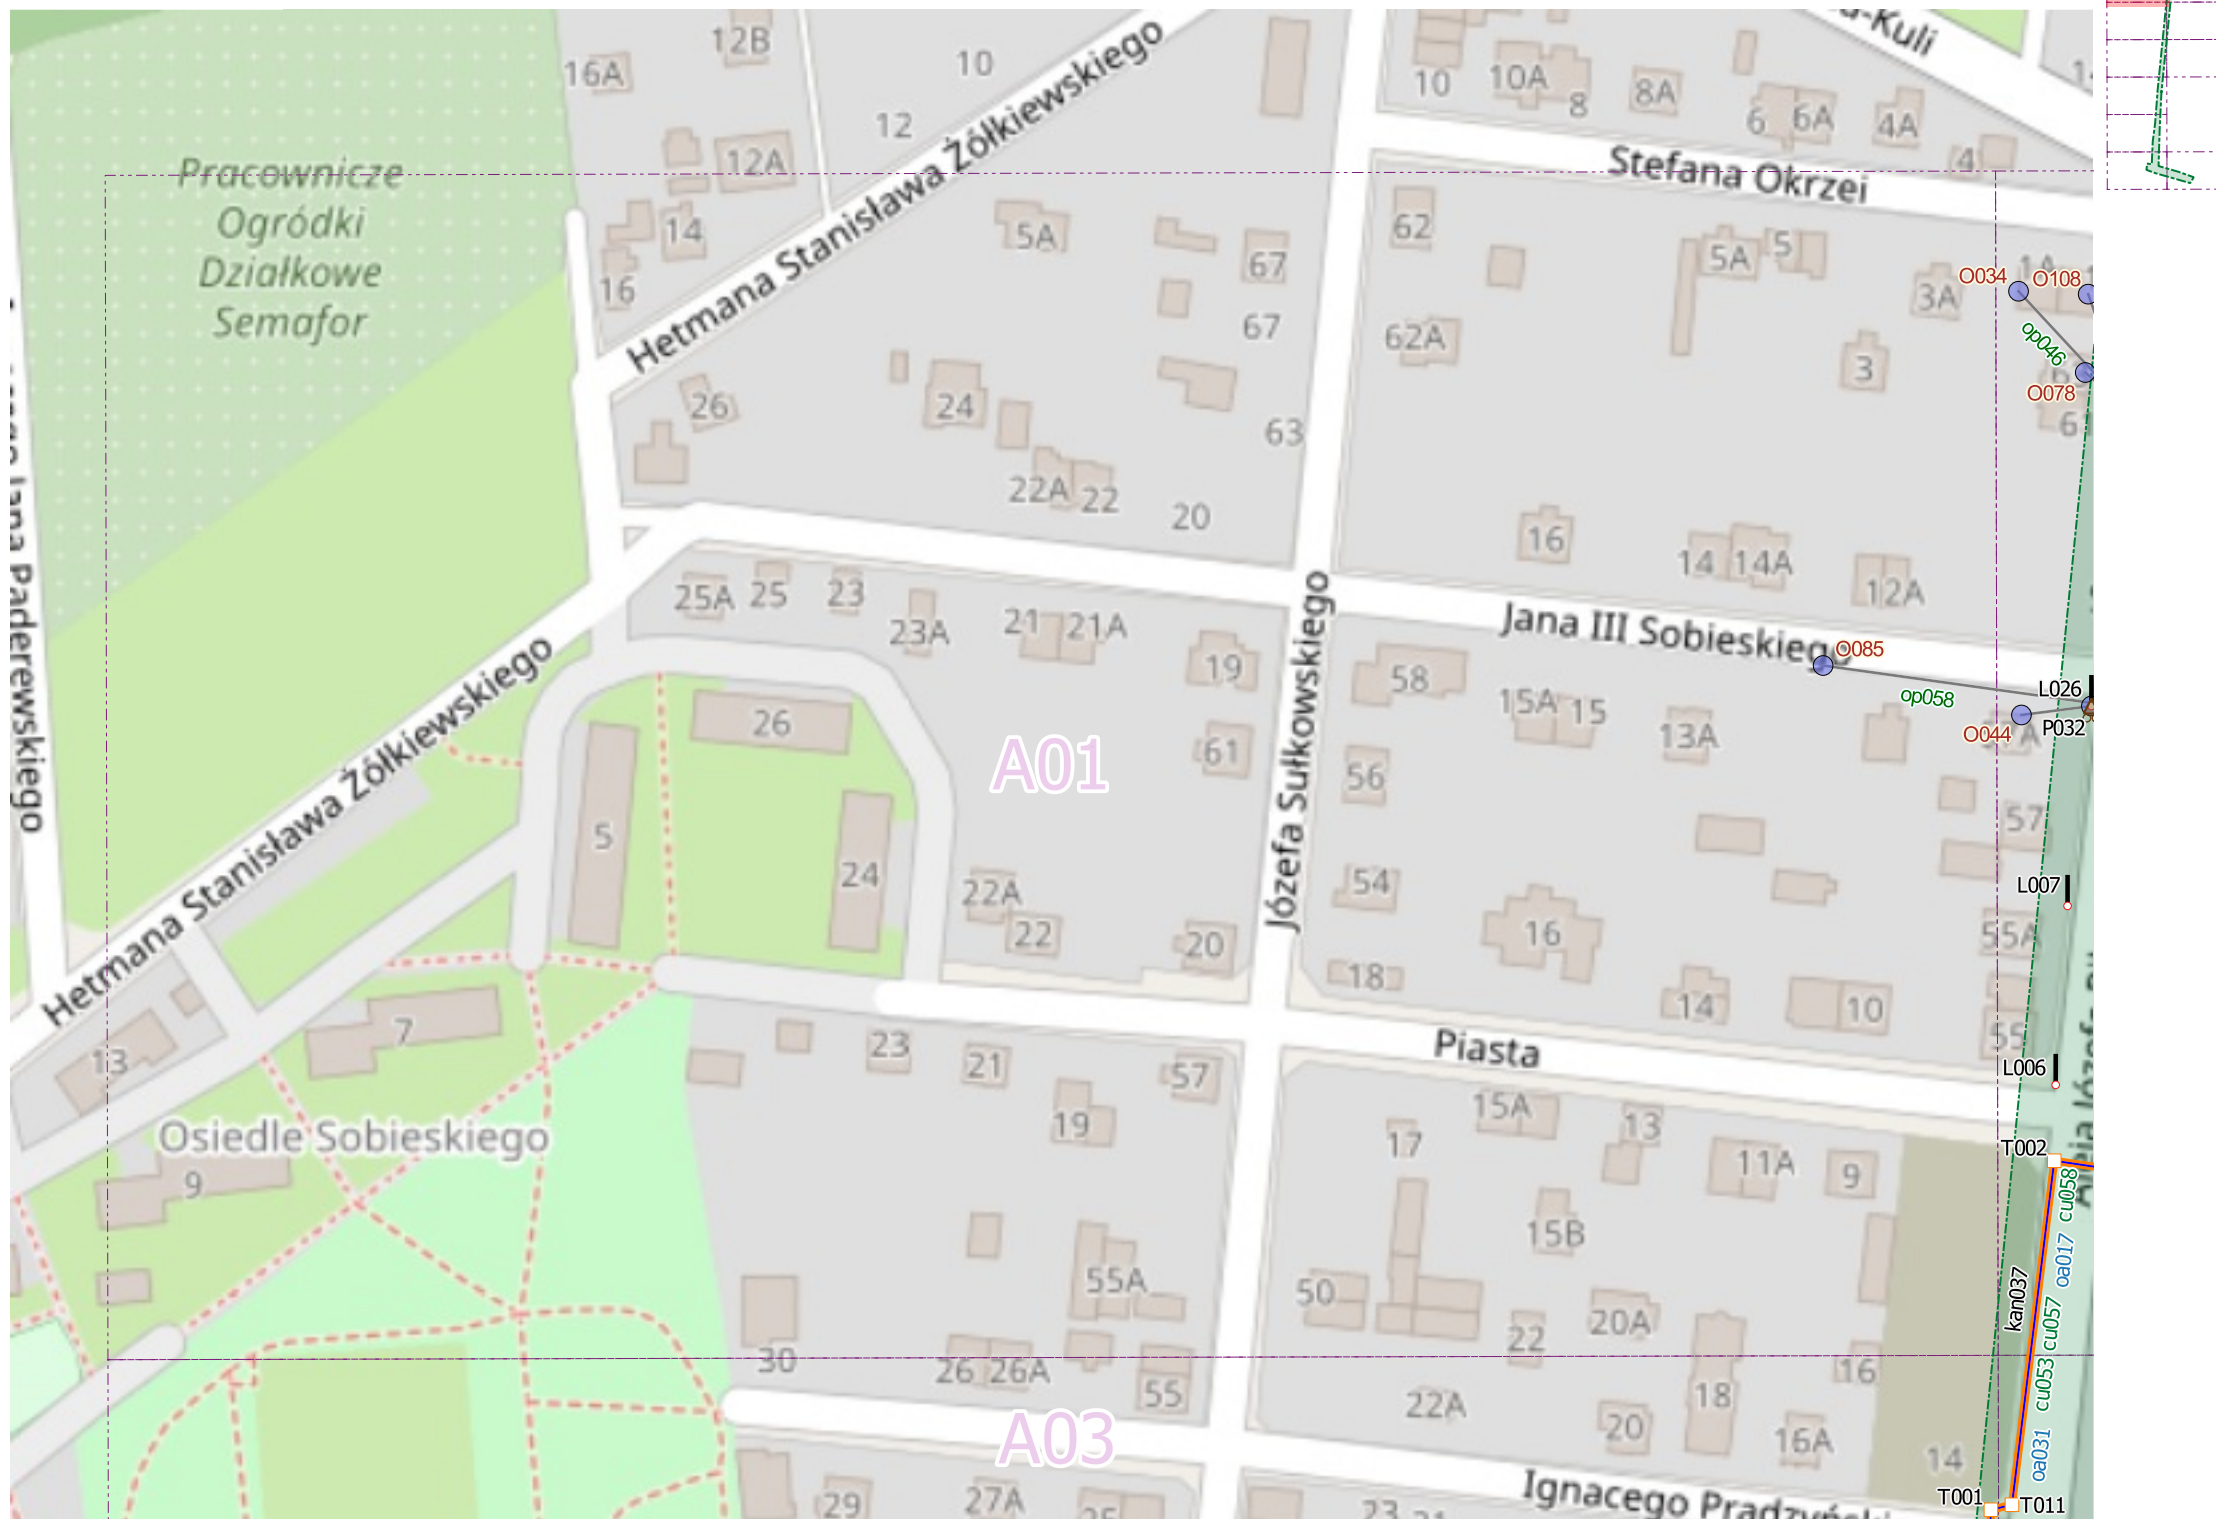 12B
10
16A
12
12A
14
16
Hetmana Stanisława Żółkiewskiego
Pracownicze
Ogródki
Działkowe
Semafor
10
10A
8
8A
6
6A
4A
4
Stefana Okrzei
5A
67
67
62
62A
5A
5
3A
3
1A
O034
O108
op046
O078
26
24
22A
22
20
63
16
14
14A
12A
Jana III Sobieskiego
O085
op058
L026
P032
O044
25A
25
23
23A
21
21A
19
Józefa Sułkowskiego
58
15A
15
13A
56
57
61
A01
26
5
24
Hetmana Stanisława Żółkiewskiego
22A
22
20
54
16
18
14
10
L007
55A
55
L006
Piasta
13
7
23
21
57
19
Osiedle Sobieskiego
9
15A
17
13
11A
9
15B
T002
cu058
oa017
kan037
cu057
cu053
oa031
55A
50
22
20A
30
26
26A
55
16
22A
20
18
16A
14
A03
29
27A
Ignacego Prądzyński
T001
T011